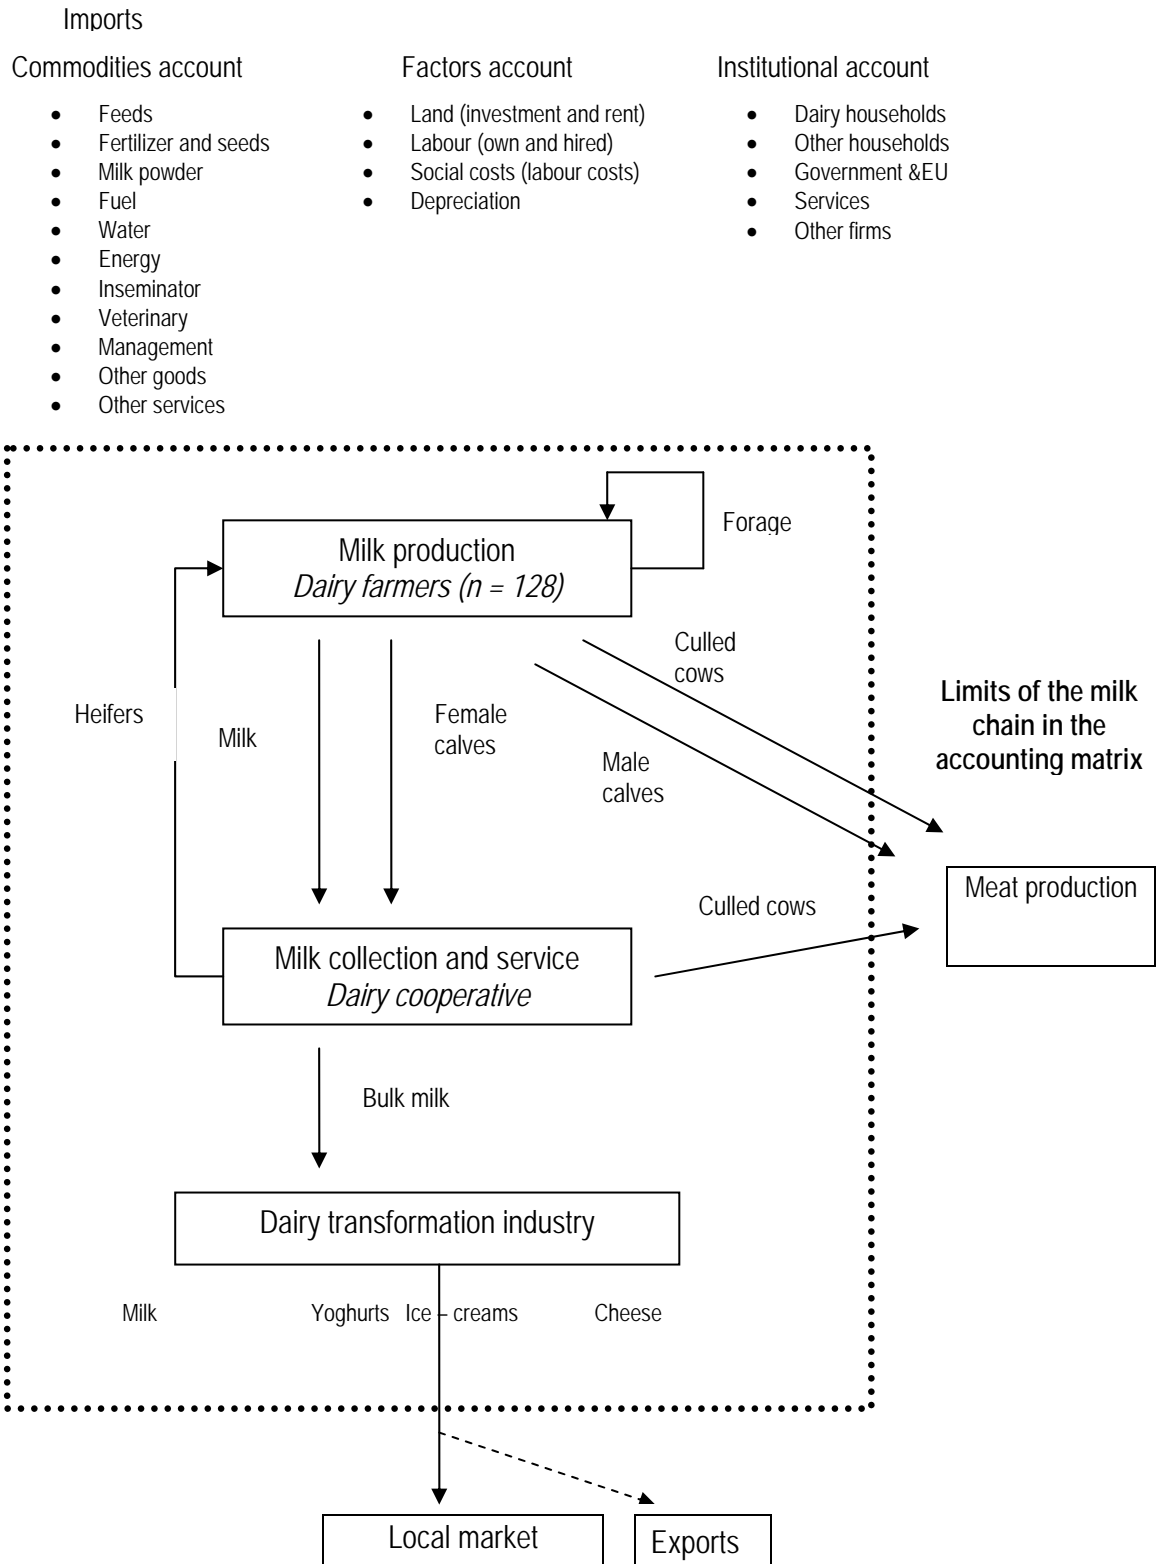 Imports
Commodities account
• Feeds
• Fertilizer and seeds
• Milk powder
• Fuel
• Water
• Energy
• Inseminator
• Veterinary
• Management
• Other goods
• Other services
Factors account
• Land (investment and rent)
• Labour (own and hired)
• Social costs (labour costs)
• Depreciation
Institutional account
• Dairy households
• Other households
• Government &EU
• Services
• Other firms
Forage
Milk production
Dairy farmers (n = 128)
Culled
cows
Heifers
Milk
Female
calves
Male
calves
Limits of the milk
chain in the
accounting matrix
Meat production
Culled cows
Milk collection and service
Dairy cooperative
Bulk milk
Dairy transformation industry
Milk Yoghurts Ice – creams Cheese
Local market
Exports